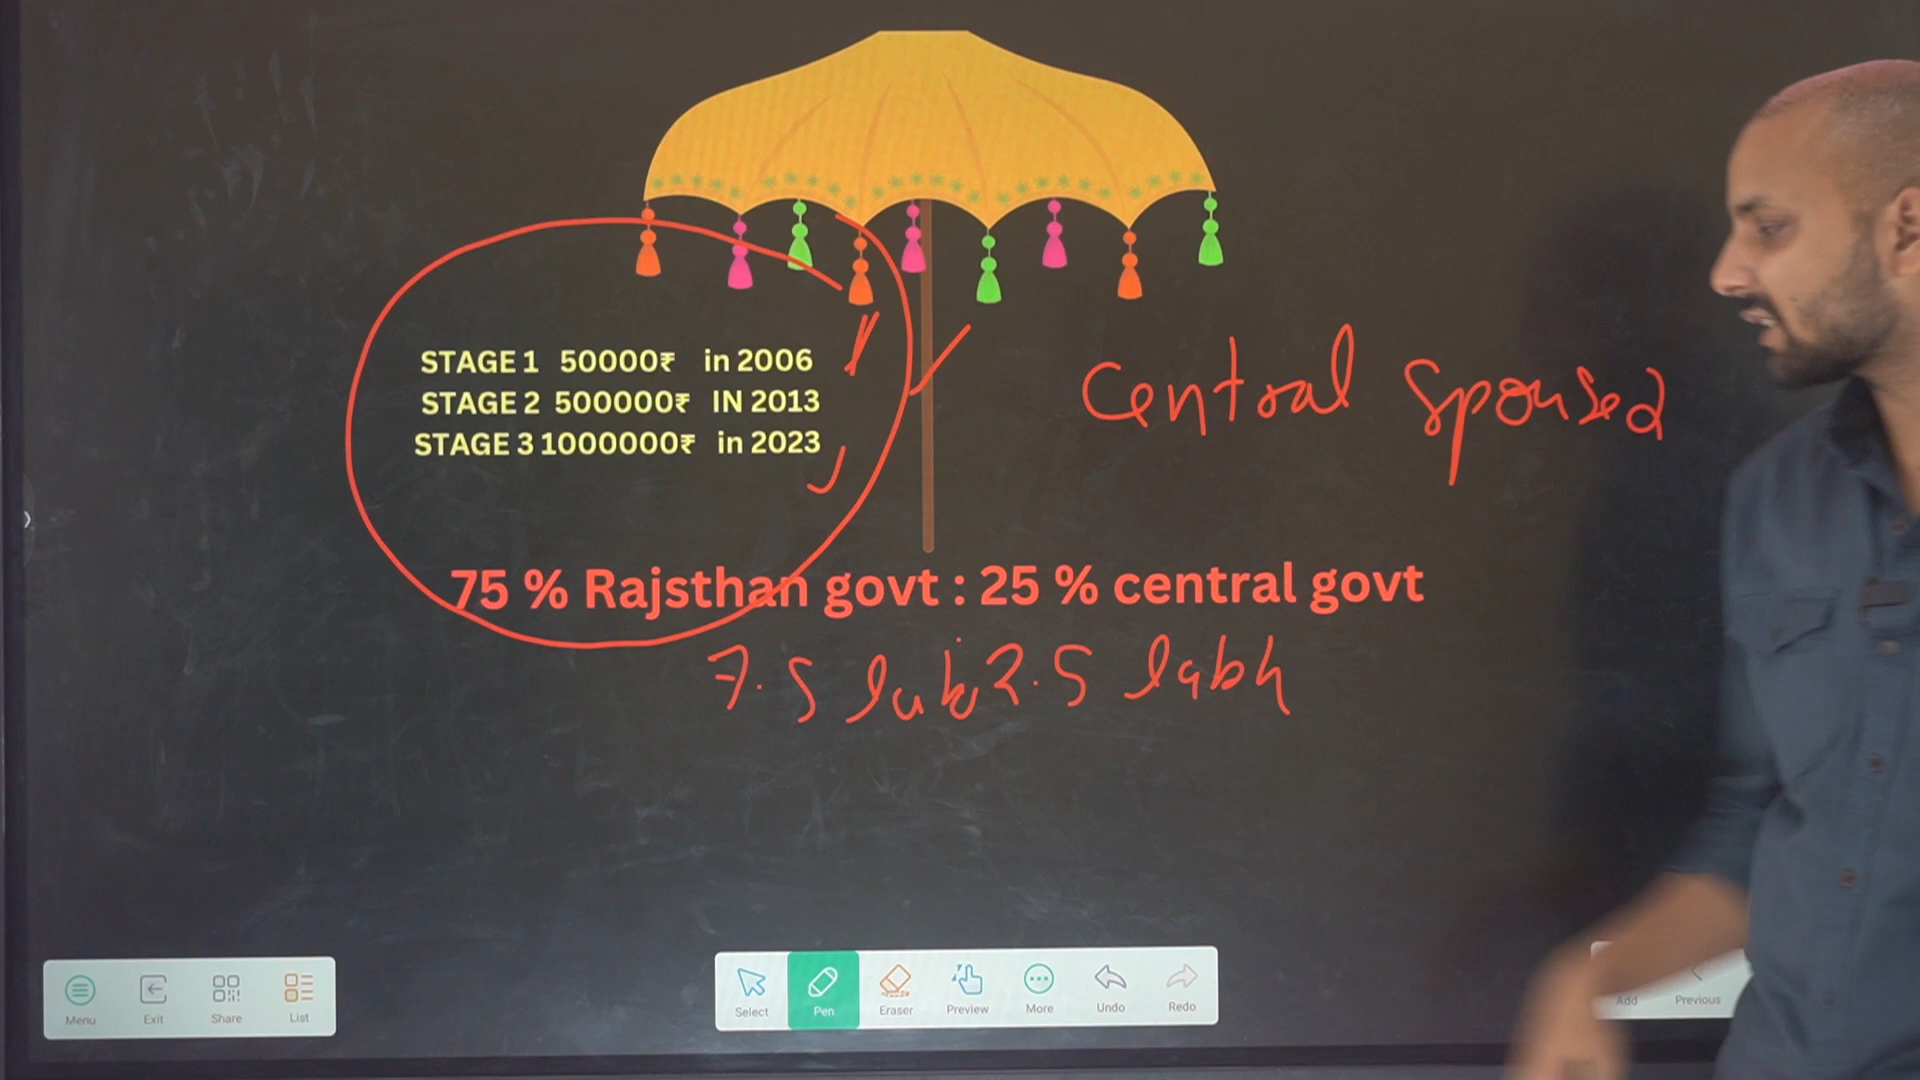 STAGE 1 50000₹ in 2006
STAGE 2 500000₹ IN 2013
STAGE 3 1000000₹ in 2023
Central Sponsed
75 % Rajsthan govt : 25 % central govt
7.5 2.5 labh
Menu Exit Share List
Select Pen Eraser Preview More Undo Redo
Add Previous